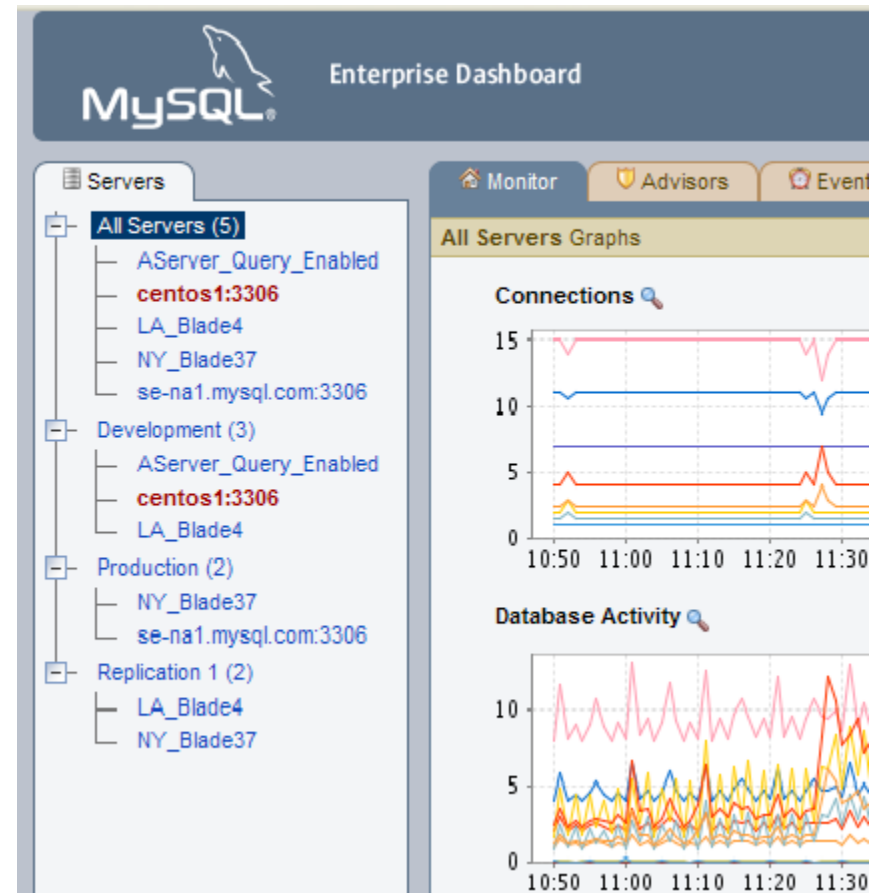 MySQL®
Enterprise Dashboard
Servers
All Servers (5)
AServer_Query_Enabled
centos1:3306
LA_Blade4
NY_Blade37
se-na1.mysql.com:3306
Development (3)
AServer_Query_Enabled
centos1:3306
LA_Blade4
Production (2)
NY_Blade37
se-na1.mysql.com:3306
Replication 1 (2)
LA_Blade4
NY_Blade37
Monitor Advisors Event
All Servers Graphs
Connections
15
10
5
0
10:50 11:00 11:10 11:20 11:30
Database Activity
10
5
0
10:50 11:00 11:10 11:20 11:30